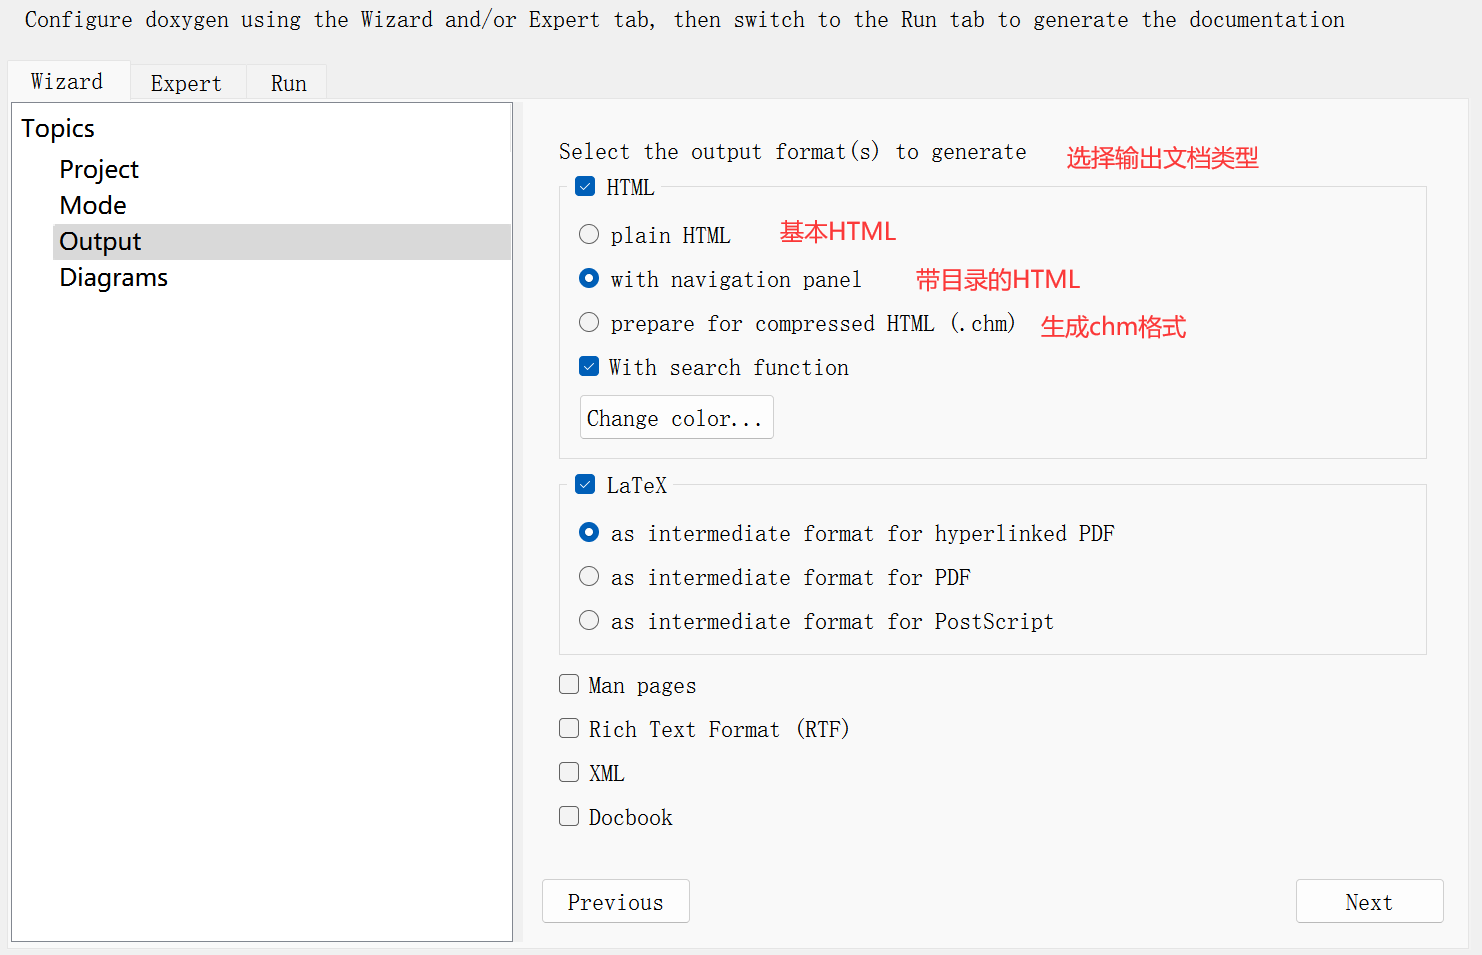 Configure doxygen using the Wizard and/or Expert tab, then switch to the Run tab to generate the documentation
Wizard Expert Run
Topics
Project
Mode
Output
Diagrams
Select the output format(s) to generate 选择输出文档类型
HTML
plain HTML 基本HTML
with navigation panel 带目录的HTML
prepare for compressed HTML (.chm) 生成chm格式
With search function
Change color...
LaTeX
as intermediate format for hyperlinked PDF
as intermediate format for PDF
as intermediate format for PostScript
Man pages
Rich Text Format (RTF)
XML
Docbook
Previous Next